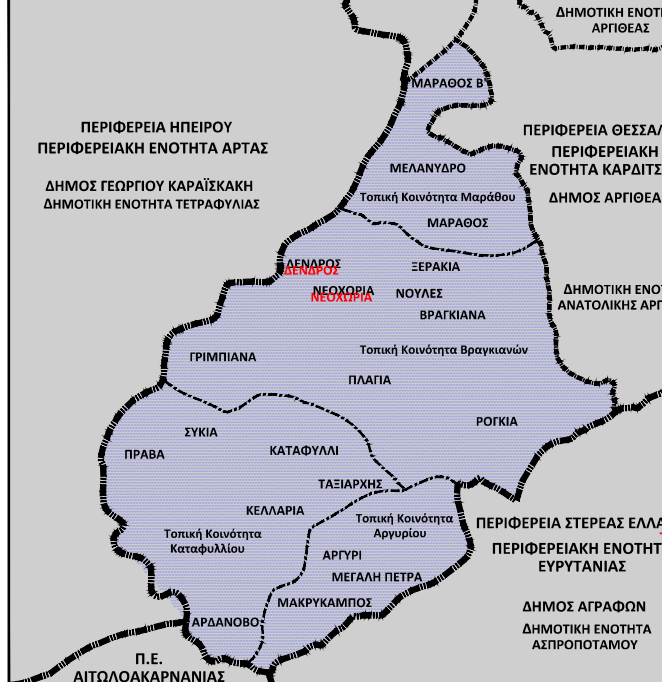 ΔΗΜΟΤΙΚΗ ΕΝΟΤ
ΑΡΓΙΘΕΑΣ
ΜΑΡΑΘΟΣ Β'
ΠΕΡΙΦΕΡΕΙΑ ΗΠΕΙΡΟΥ
ΠΕΡΙΦΕΡΕΙΑΚΗ ΕΝΟΤΗΤΑ ΑΡΤΑΣ
ΠΕΡΙΦΕΡΕΙΑ ΘΕΣΣΑΛ
ΠΕΡΙΦΕΡΕΙΑΚΗ
ΕΝΟΤΗΤΑ ΚΑΡΔΙΤΣ
ΜΕΛΑΝΥΔΡΟ
ΔΗΜΟΣ ΓΕΩΡΓΙΟΥ ΚΑΡΑΪΣΚΑΚΗ
ΔΗΜΟΤΙΚΗ ΕΝΟΤΗΤΑ ΤΕΤΡΑΦΥΛΙΑΣ
Τοπική Κοινότητα Μαράθου
ΔΗΜΟΣ ΑΡΓΙΘΕΑ
ΜΑΡΑΘΟΣ
ΔΕΝΔΡΟΣ
ΔΕΝΔΡΟΣ
ΞΕΡΑΚΙΑ
ΝΕΟΧΩΡΙΑ
ΝΕΟΧΩΡΙΑ
ΝΟΥΛΕΣ
ΔΗΜΟΤΙΚΗ ΕΝΟ
ΑΝΑΤΟΛΙΚΗΣ ΑΡΓ
ΒΡΑΓΚΙΑΝΑ
ΓΡΙΜΠΙΑΝΑ
Τοπική Κοινότητα Βραγκιανών
ΠΛΑΓΙΑ
ΡΟΓΚΙΑ
ΣΥΚΙΑ
ΠΡΑΒΑ
ΚΑΤΑΦΥΛΛΙ
ΤΑΞΙΑΡΧΗΣ
ΚΕΛΛΑΡΙΑ
Τοπική Κοινότητα
Αργυρίου
ΠΕΡΙΦΕΡΕΙΑ ΣΤΕΡΕΑΣ ΕΛΛΑ
Τοπική Κοινότητα
Καταφυλλίου
ΠΕΡΙΦΕΡΕΙΑΚΗ ΕΝΟΤΗΤ
ΕΥΡΥΤΑΝΙΑΣ
ΑΡΓΥΡΙ
ΜΕΓΑΛΗ ΠΕΤΡΑ
ΜΑΚΡΥΚΑΜΠΟΣ
ΑΡΔΑΝΟΒΟ
ΔΗΜΟΣ ΑΓΡΑΦΩΝ
ΔΗΜΟΤΙΚΗ ΕΝΟΤΗΤΑ
ΑΣΠΡΟΠΟΤΑΜΟΥ
Π.Ε.
ΑΙΤΩΛΟΑΚΑΡΝΑΝΙΑΣ